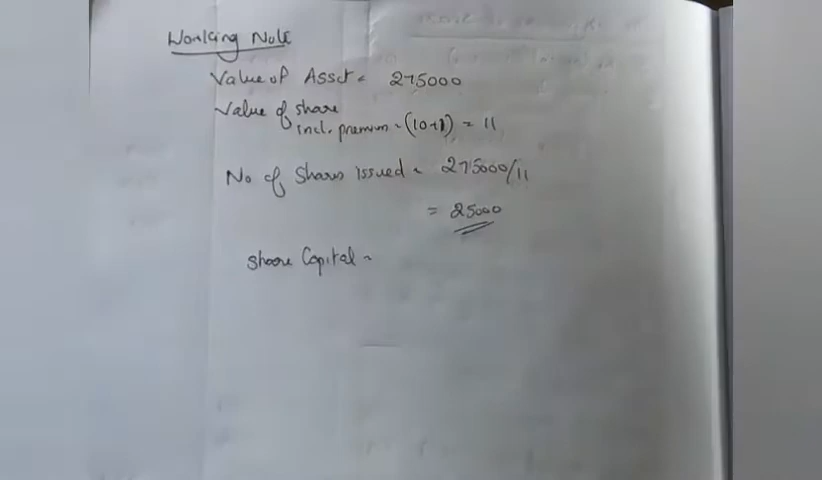 Working Note
Value of Asset = 275000
Value of share
incl. premium = (10+1) = 11
No of Shares issued = 275000/11
= 25000
Share Capital =